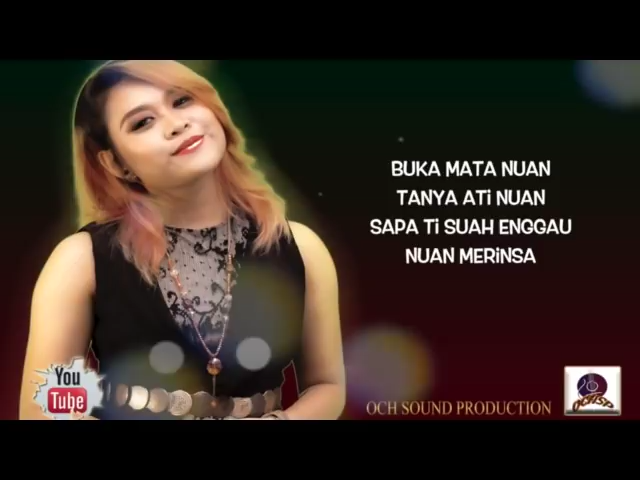 BUKA MATA NUAN
TANYA ATI NUAN
SAPA TI SUAH ENGGAU
NUAN MERINSA
You
Tube
OCH SOUND PRODUCTION